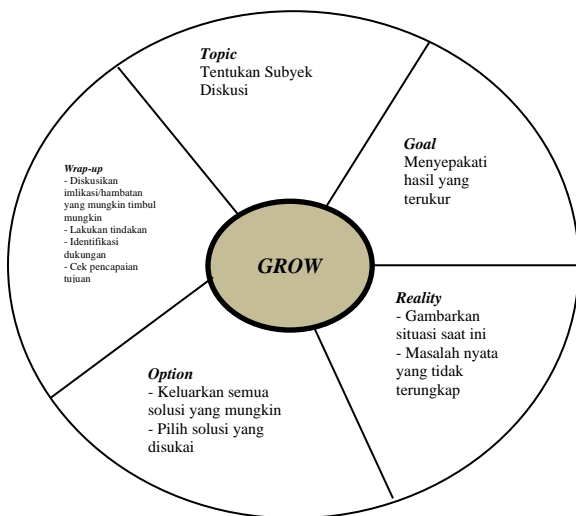 Topic
Tentukan Subyek
Diskusi
Goal
Menyepakati
hasil yang
terukur
Reality
- Gambarkan
situasi saat ini
- Masalah nyata
yang tidak
terungkap
Option
- Keluarkan semua
solusi yang mungkin
- Pilih solusi yang
disukai
Wrap-up
- Diskusikan
imlikasi/hambatan
yang mungkin timbul
mungkin
- Lakukan tindakan
- Identifikasi
dukungan
- Cek pencapaian
tujuan
GROW